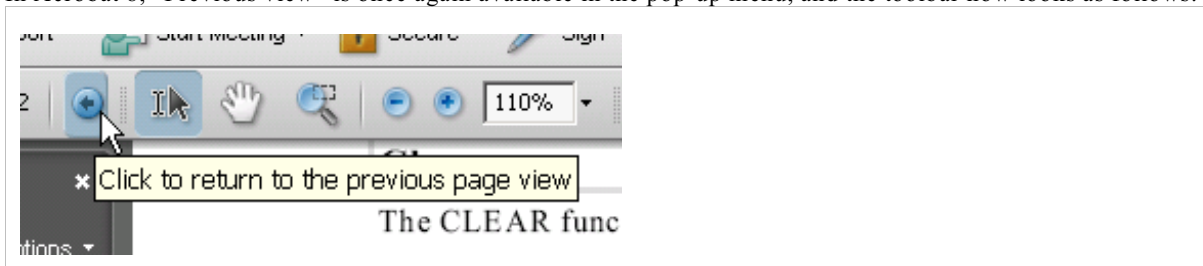 In Acrobat 8, "Previous view" is once again available in the pop-up menu, and the toolbar now looks as follows:
Start Meeting Secure Sign
2 110%
Click to return to the previous page view
The CLEAR func